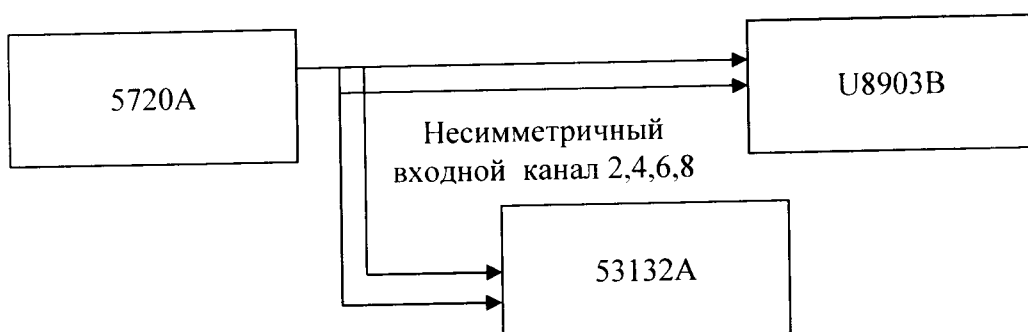 5720A
U8903B
Несимметричный
входной канал 2,4,6,8
53132A